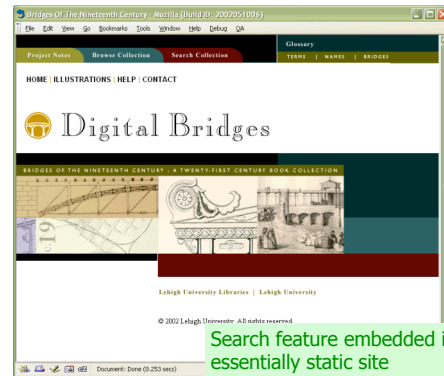 Bridges Of The Nineteenth Century - Mozilla {Build ID: 2002051006}
File Edit View Go Bookmarks Tools Window Help Debug QA
Glossary
Project Notes Browse Collection Search Collection
TERMS | NAMES | BRIDGES
HOME | ILLUSTRATIONS | HELP | CONTACT
Digital Bridges
BRIDGES OF THE NINETEENTH CENTURY , A TWENTY-FIRST CENTURY BOOK COLLECTION
Lehigh University Libraries | Lehigh University
© 2002 Lehigh University. All rights reserved
Search feature embedded i
essentially static site
Document: Done (0.253 secs)